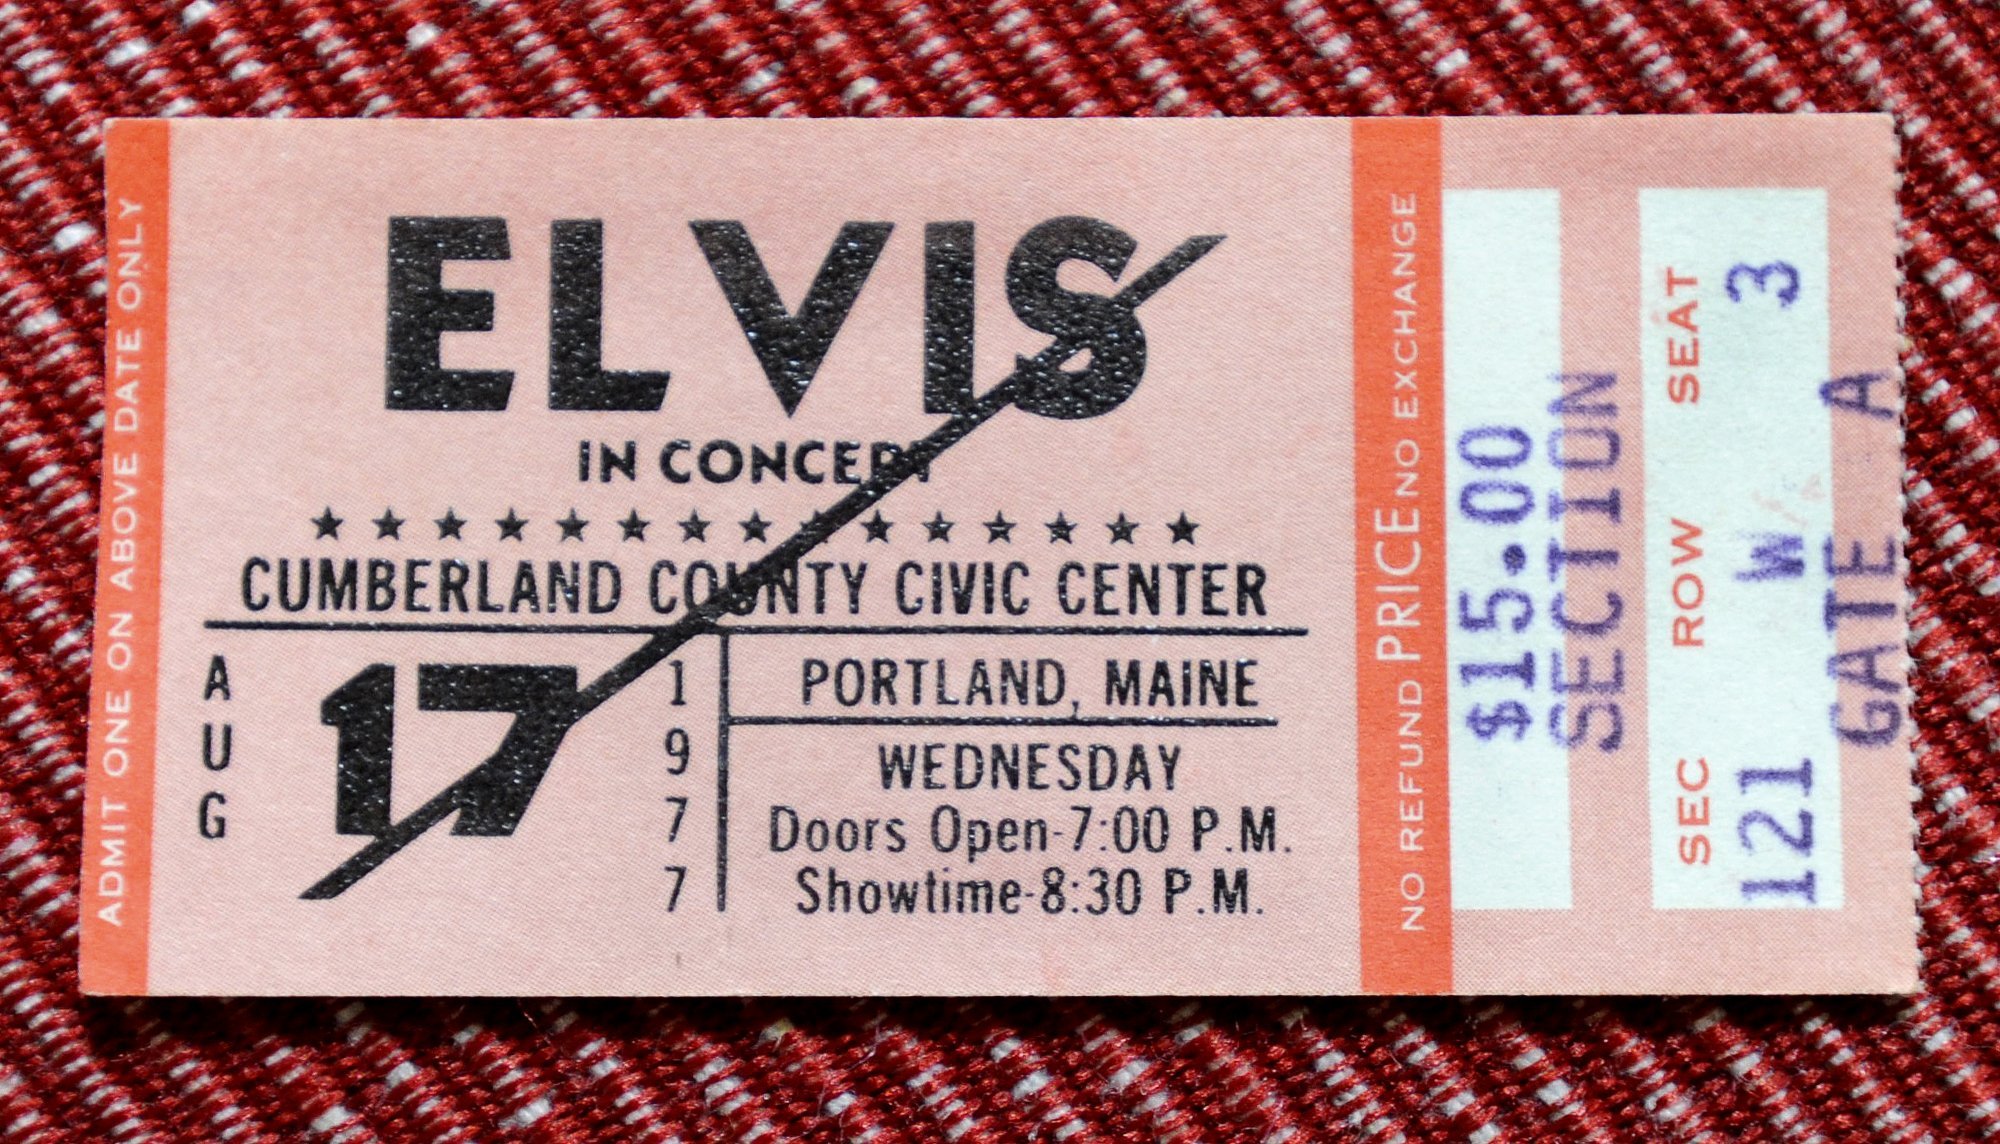 ADMIT ONE ON ABOVE DATE ONLY
ELVIS
IN CONCERT
CUMBERLAND COUNTY CIVIC CENTER
AUG
17
1977
PORTLAND, MAINE
WEDNESDAY
Doors Open-7:00 P.M.
Showtime-8:30 P.M.
NO REFUND PRICE NO EXCHANGE
$15.00
SECTION
SEC ROW SEAT
121 W 3
GATE A